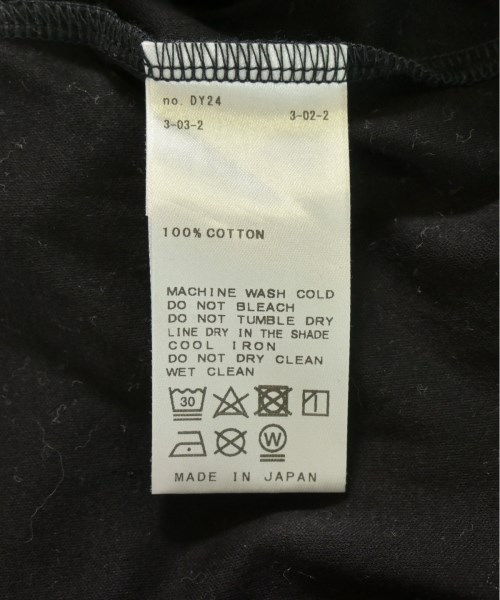 no. DY24
3-02-2
3-03-2
100% COTTON
MACHINE WASH COLD
DO NOT BLEACH
DO NOT TUMBLE DRY
LINE DRY IN THE SHADE
COOL IRON
DO NOT DRY CLEAN
WET CLEAN
30
W
MADE IN JAPAN